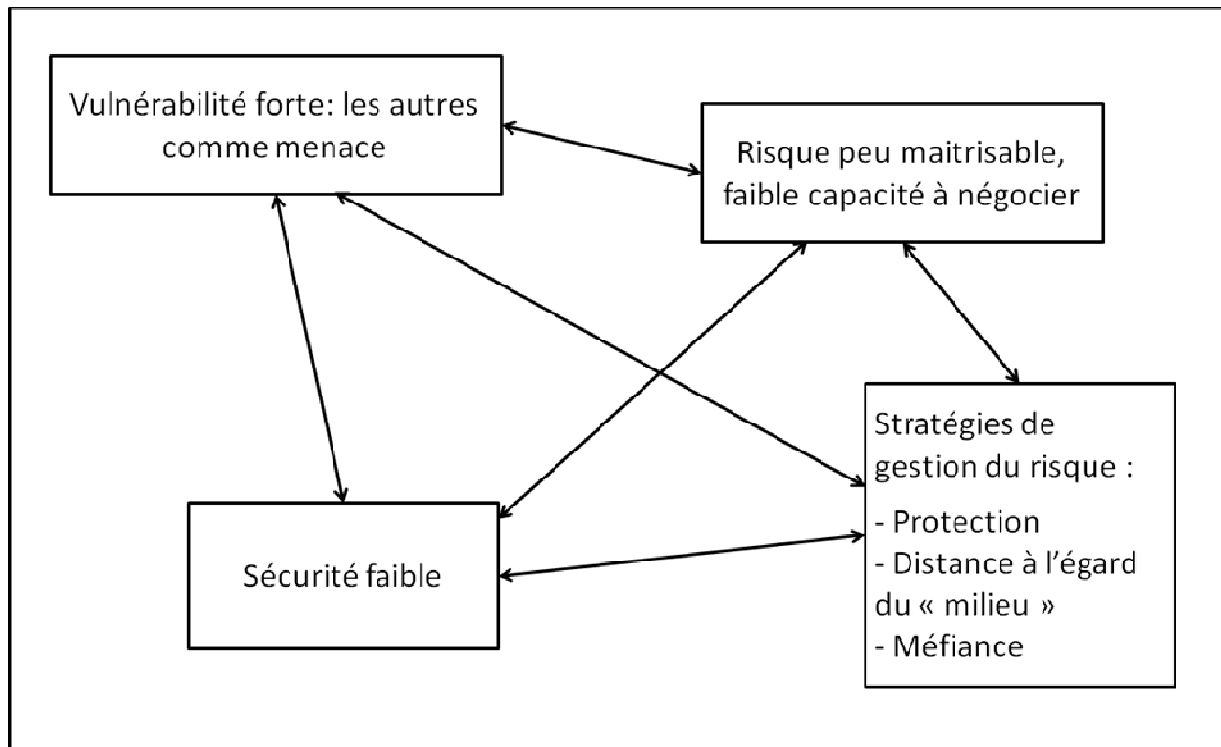 Vulnérabilité forte: les autres
comme menace
Risque peu maitrisable,
faible capacité à négocier
Stratégies de
gestion du risque :
- Protection
- Distance à l'égard
du « milieu »
- Méfiance
Sécurité faible